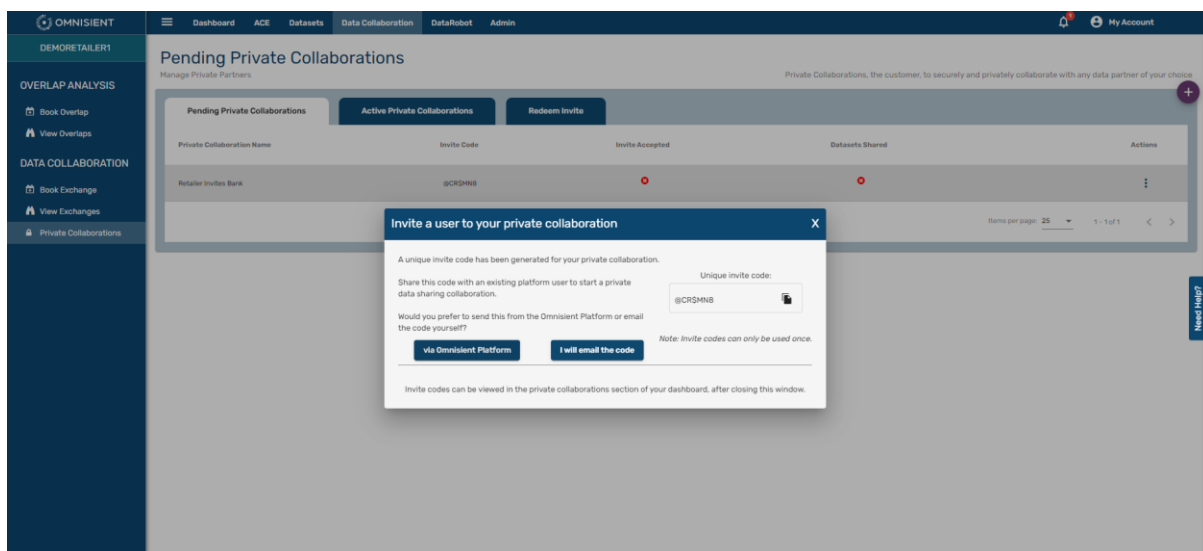 OMNISIENT
Dashboard ACE Datasets Data Collaboration DataRobot Admin
1
My Account
DEMORETAILER1
OVERLAP ANALYSIS
Book Overlap
View Overlaps
DATA COLLABORATION
Book Exchange
View Exchanges
Private Collaborations
Pending Private Collaborations
Manage Private Partners
Private Collaborations, the customer, to securely and privately collaborate with any data partner of your choice
Pending Private Collaborations Active Private Collaborations Redeem Invite
Private Collaboration Name Invite Code Invite Accepted Datasets Shared Actions
Retailer Invites Bank @CR$MN8
Items per page: 25 1 – 1 of 1
Invite a user to your private collaboration X
A unique invite code has been generated for your private collaboration.
Share this code with an existing platform user to start a private
data sharing collaboration.
Would you prefer to send this from the Omnisient Platform or email
the code yourself?
via Omnisient Platform I will email the code
Unique invite code:
@CR$MN8
Note: Invite codes can only be used once.
Invite codes can be viewed in the private collaborations section of your dashboard, after closing this window.
Need Help?